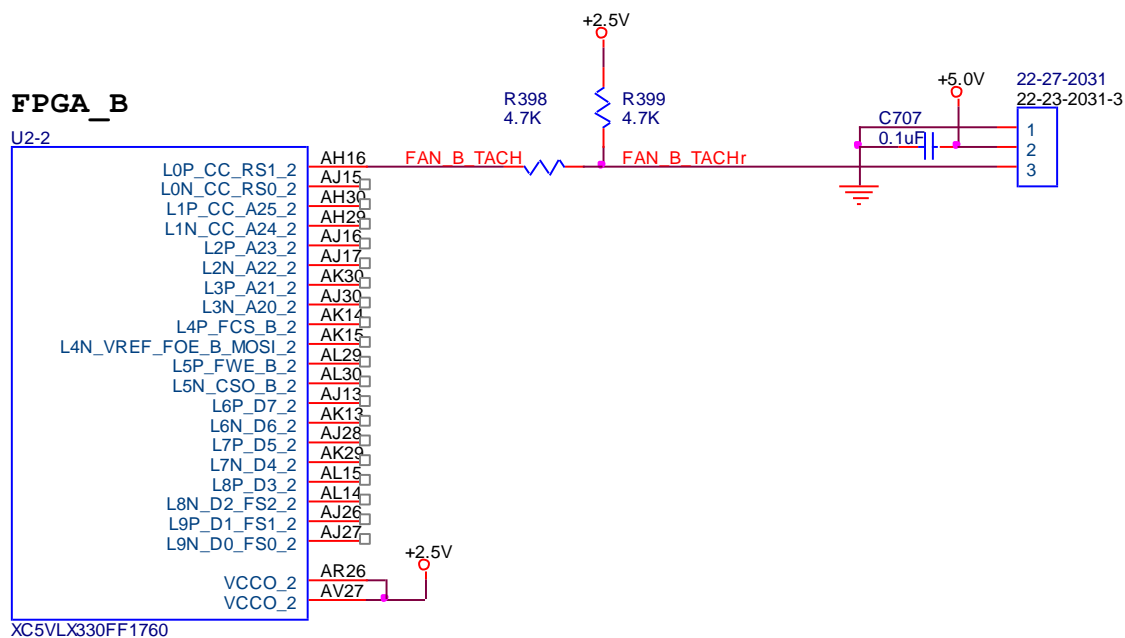 +2.5V
FPGA_B
U2-2
R398
4.7K
R399
4.7K
+5.0V
22-27-2031
22-23-2031-3
C707
0.1uF
1
2
3
FAN_B_TACH
FAN_B_TACHr
L0P_CC_RS1_2 AH16
L0N_CC_RS0_2 AJ15
L1P_CC_A25_2 AH30
L1N_CC_A24_2 AH29
L2P_A23_2 AJ16
L2N_A22_2 AJ17
L3P_A21_2 AK30
L3N_A20_2 AJ30
L4P_FCS_B_2 AK14
L4N_VREF_FOE_B_MOSI_2 AK15
L5P_FWE_B_2 AL29
L5N_CSO_B_2 AL30
L6P_D7_2 AJ13
L6N_D6_2 AK13
L7P_D5_2 AJ28
L7N_D4_2 AK29
L8P_D3_2 AL15
L8N_D2_FS2_2 AL14
L9P_D1_FS1_2 AJ26
L9N_D0_FS0_2 AJ27
+2.5V
VCCO_2 AR26
VCCO_2 AV27
XC5VLX330FF1760